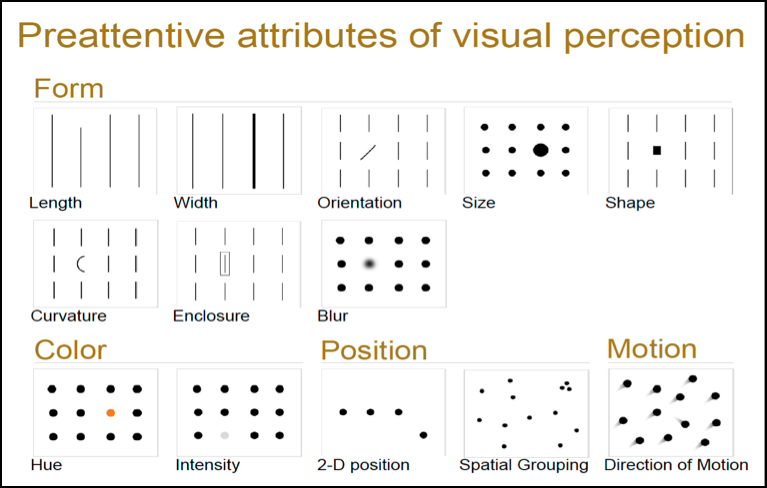 Preattentive attributes of visual perception
Form
Length
Width
Orientation
Size
Shape
Curvature
Enclosure
Blur
Color
Position
Motion
Hue
Intensity
2-D position
Spatial Grouping
Direction of Motion